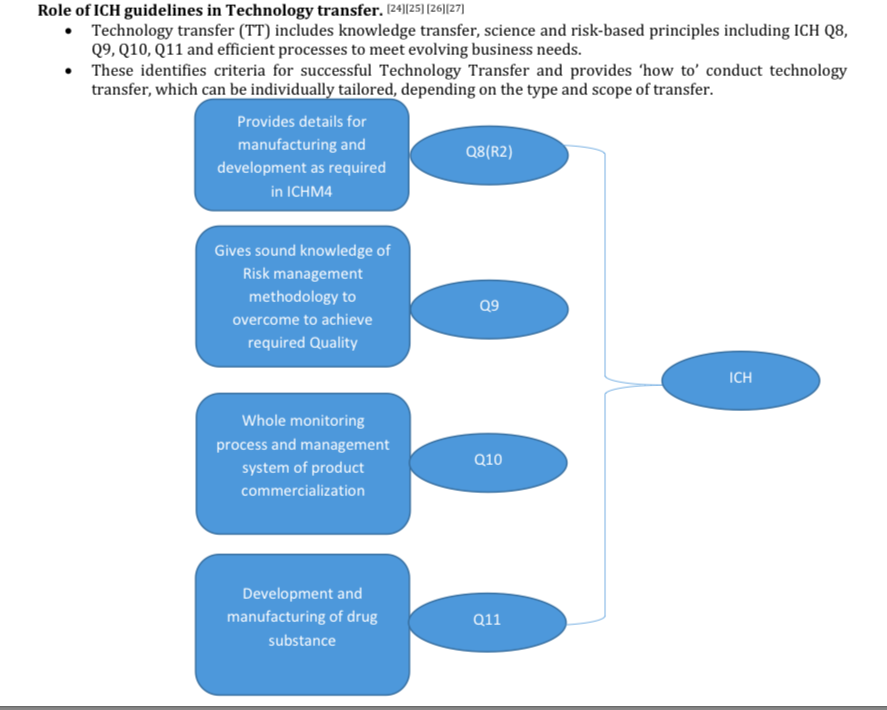 Role of ICH guidelines in Technology transfer. [24][25] [26][27]
• Technology transfer (TT) includes knowledge transfer, science and risk-based principles including ICH Q8,
Q9, Q10, Q11 and efficient processes to meet evolving business needs.
• These identifies criteria for successful Technology Transfer and provides ‘how to’ conduct technology
transfer, which can be individually tailored, depending on the type and scope of transfer.
Provides details for
manufacturing and
development as required
in ICHM4
Q8(R2)
Gives sound knowledge of
Risk management
methodology to
overcome to achieve
required Quality
Q9
ICH
Whole monitoring
process and management
system of product
commercialization
Q10
Development and
manufacturing of drug
substance
Q11